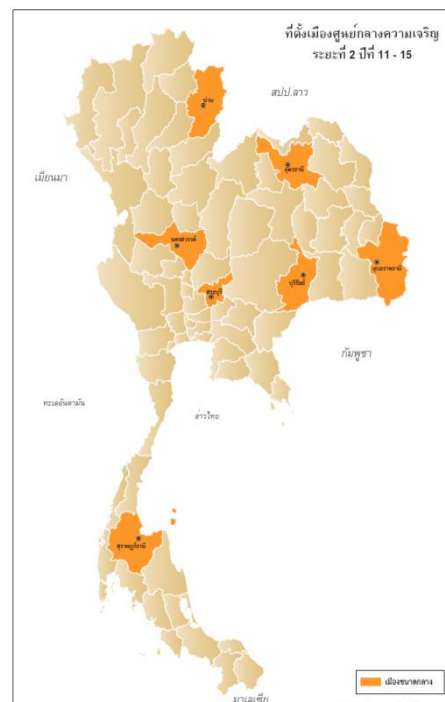 ที่ตั้งเมืองศูนย์กลางความเจริญ
ระยะที่ 2 ปีที่ 11 - 15
สปป.ลาว
น่าน
อุดรธานี
เมียนมา
นครสวรรค์
อุบลราชธานี
บุรีรัมย์
สระบุรี
กัมพูชา
ทะเลอันดามัน
อ่าวไทย
สุราษฎร์ธานี
เมืองขนาดกลาง
มาเลเซีย